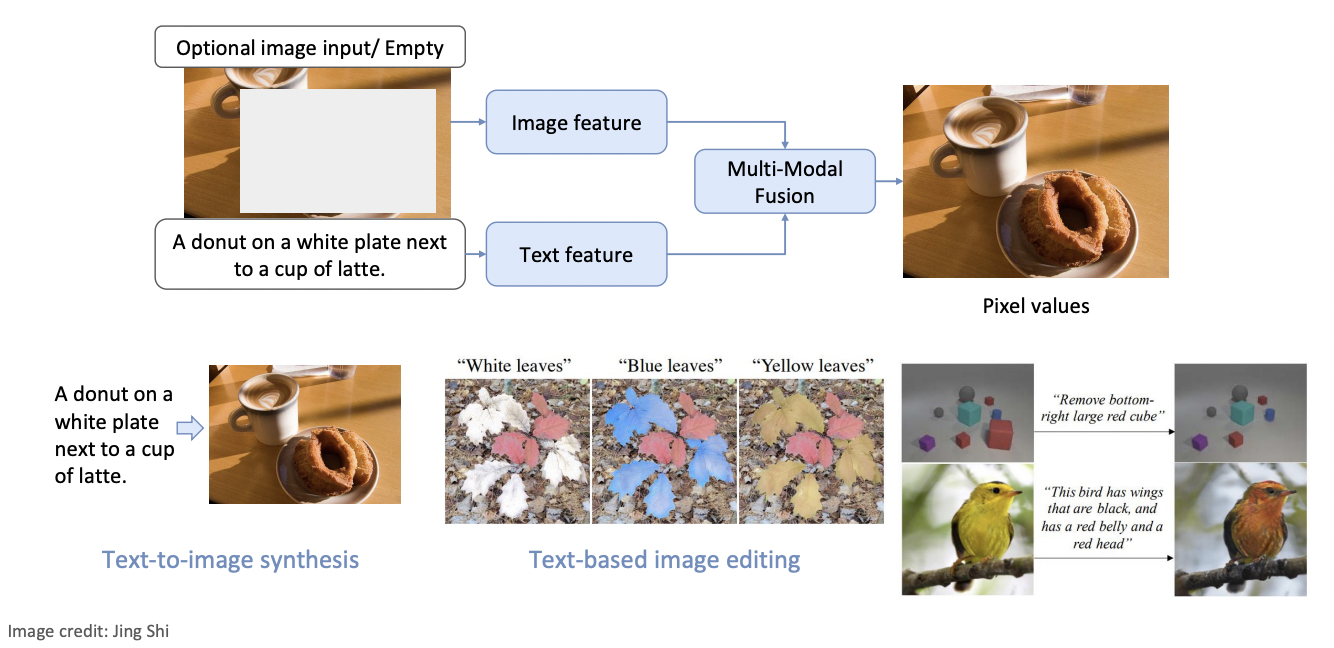 Optional image input/ Empty
Image feature
Multi-Modal
Fusion
A donut on a white plate next
to a cup of latte.
Text feature
Pixel values
A donut on a
white plate
next to a cup
of latte.
Text-to-image synthesis
“White leaves”
“Blue leaves”
“Yellow leaves”
Text-based image editing
“Remove bottom-
right large red cube”
“This bird has wings
that are black, and
has a red belly and a
red head”
Image credit: Jing Shi